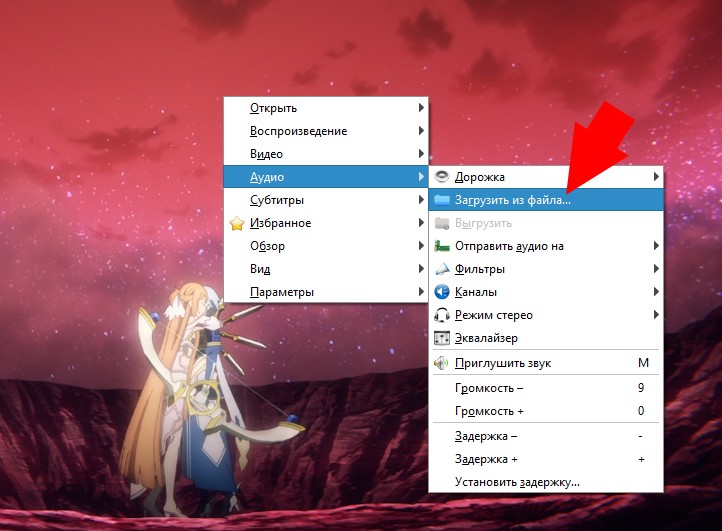 Открыть
Воспроизведение
Видео
Аудио
Субтитры
Избранное
Обзор
Вид
Параметры
Дорожка
Загрузить из файла...
Выгрузить
Отправить аудио на
Фильтры
Каналы
Режим стерео
Эквалайзер
Приглушить звук M
Громкость – 9
Громкость + 0
Задержка – -
Задержка + +
Установить задержку...